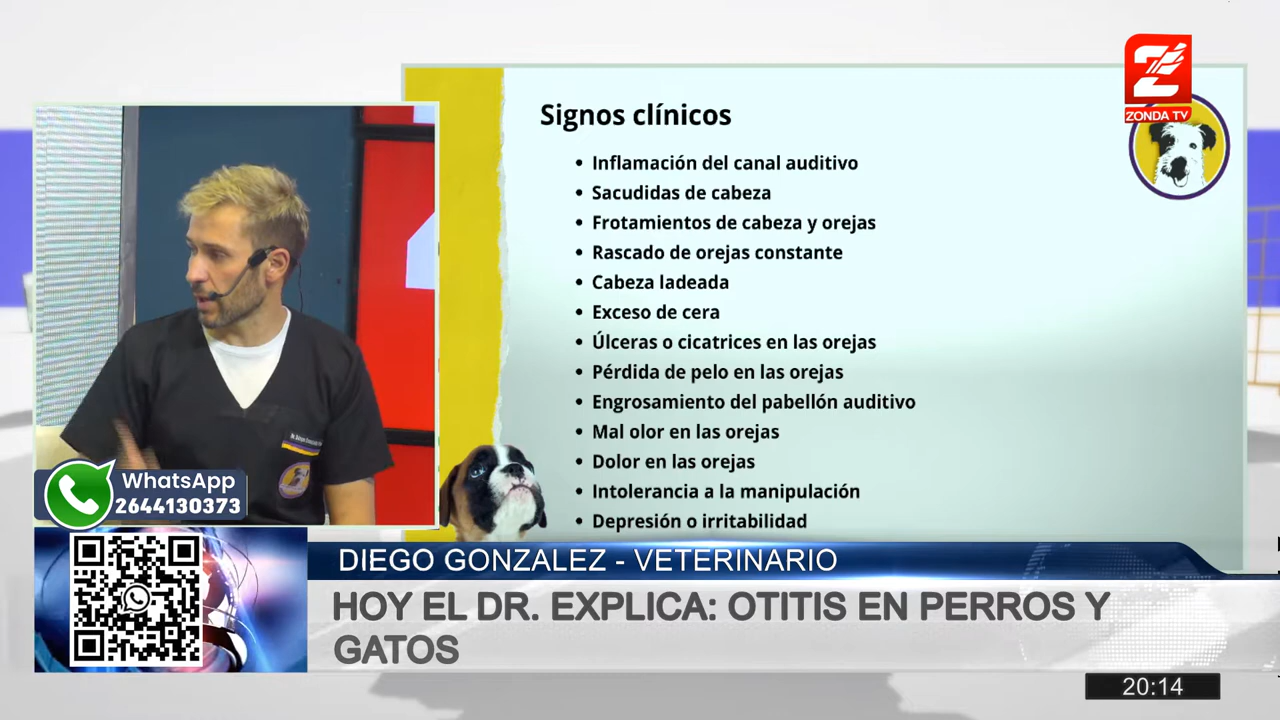 ZONDA TV
Signos clínicos
• Inflamación del canal auditivo
• Sacudidas de cabeza
• Frotamientos de cabeza y orejas
• Rascado de orejas constante
• Cabeza ladeada
• Exceso de cera
• Úlceras o cicatrices en las orejas
• Pérdida de pelo en las orejas
• Engrosamiento del pabellón auditivo
• Mal olor en las orejas
• Dolor en las orejas
• Intolerancia a la manipulación
• Depresión o irritabilidad
WhatsApp
2644130373
DIEGO GONZALEZ - VETERINARIO
HOY EL DR. EXPLICA: OTITIS EN PERROS Y
GATOS
20:14